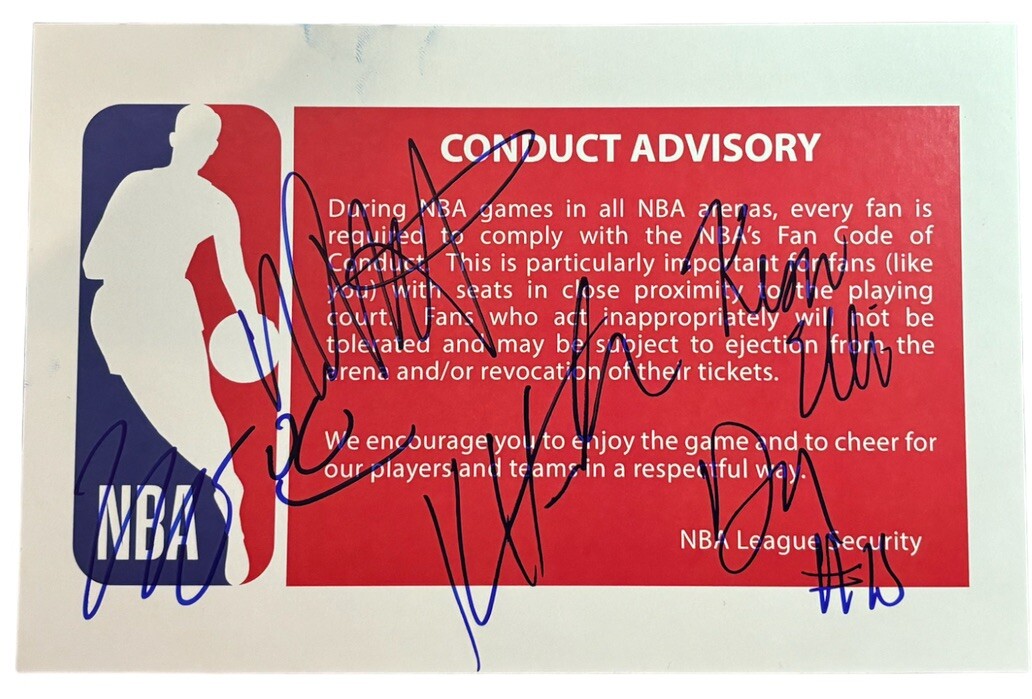 CONDUCT ADVISORY
During NBA games in all NBA arenas, every fan is
required to comply with the NBA's Fan Code of
Conduct. This is particularly important for fans (like
you) with seats in close proximity to the playing
court. Fans who act inappropriately will not be
tolerated and may be subject to ejection from the
arena and/or revocation of their tickets.
We encourage you to enjoy the game and to cheer for
our players and teams in a respectful way.
NBA League Security
NBA
Keon
Ellis